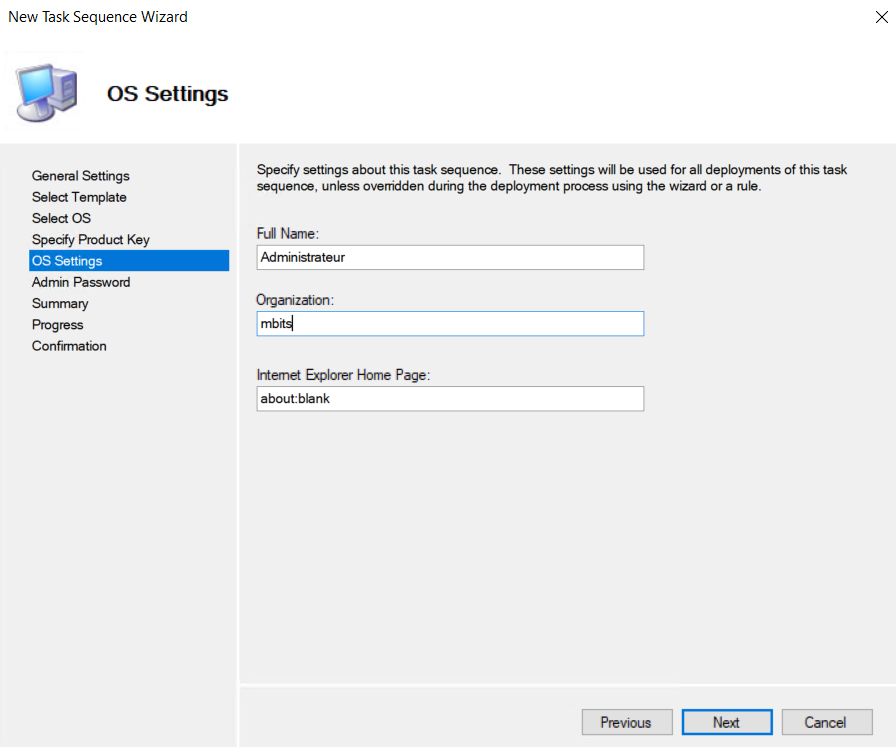 New Task Sequence Wizard
OS Settings
General Settings
Select Template
Select OS
Specify Product Key
OS Settings
Admin Password
Summary
Progress
Confirmation
Specify settings about this task sequence.  These settings will be used for all deployments of this task
sequence, unless overridden during the deployment process using the wizard or a rule.
Full Name:
Administrateur
Organization:
mbits
Internet Explorer Home Page:
about:blank
Previous
Next
Cancel